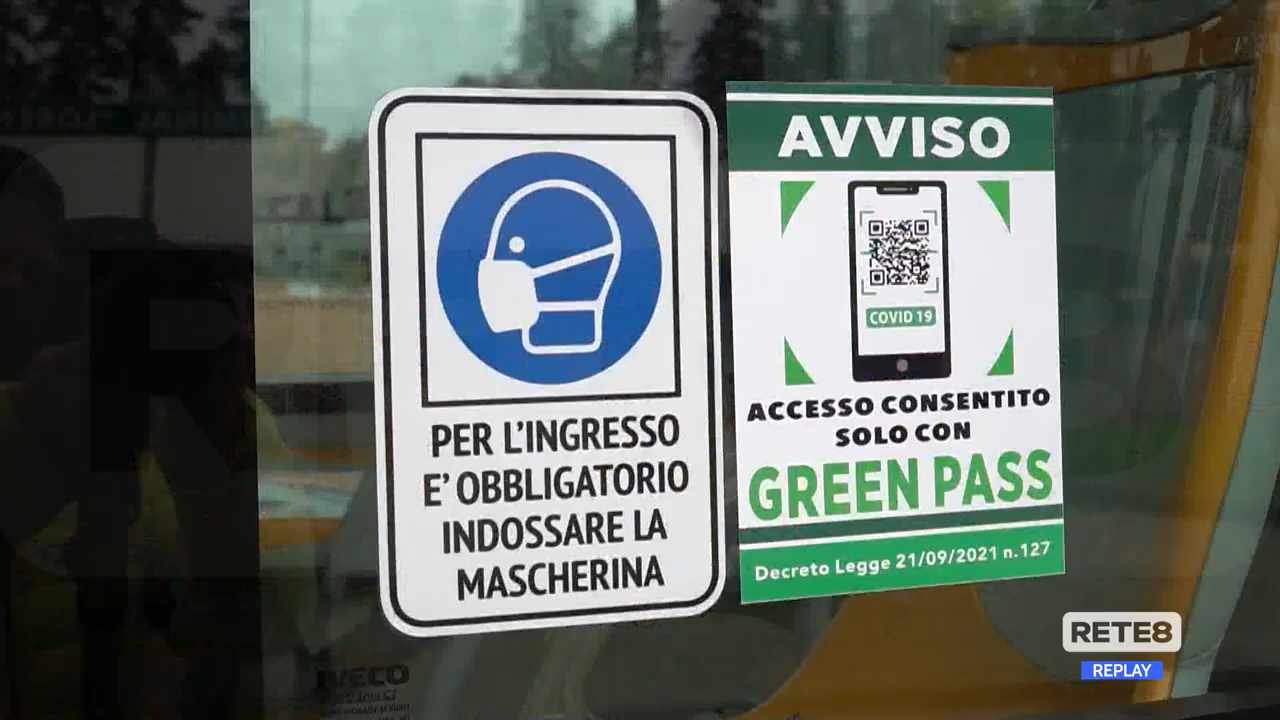 PER L'INGRESSO
E' OBBLIGATORIO
INDOSSARE LA
MASCHERINA
AVVISO
COVID 19
ACCESSO CONSENTITO
SOLO CON
GREEN PASS
Decreto Legge 21/09/2021 n.127
IVECO
RETE8
REPLAY